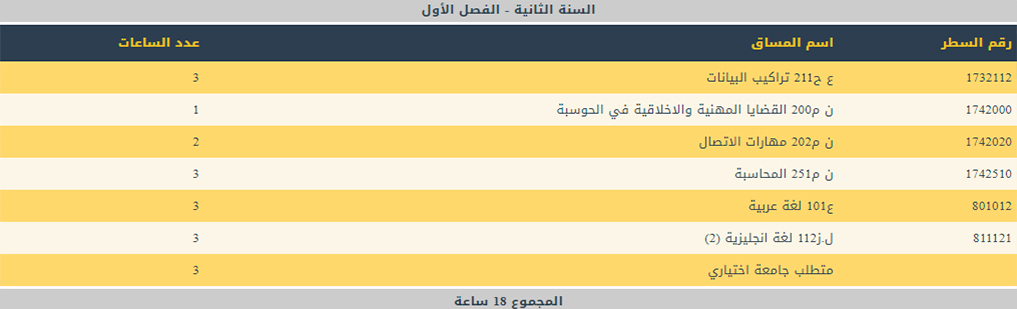 السنة الثانية - الفصل الأول
رقم السطر اسم المساق عدد الساعات
1732112 ع ح211 تراكيب البيانات 3
1742000 ن م200 القضايا المهنية والاخلاقية في الحوسبة 1
1742020 ن م202 مهارات الاتصال 2
1742510 ن م251 المحاسبة 3
801012 ع101 لغة عربية 3
811121 ل.ز112 لغة انجليزية (2) 3
متطلب جامعة اختياري 3
المجموع 18 ساعة